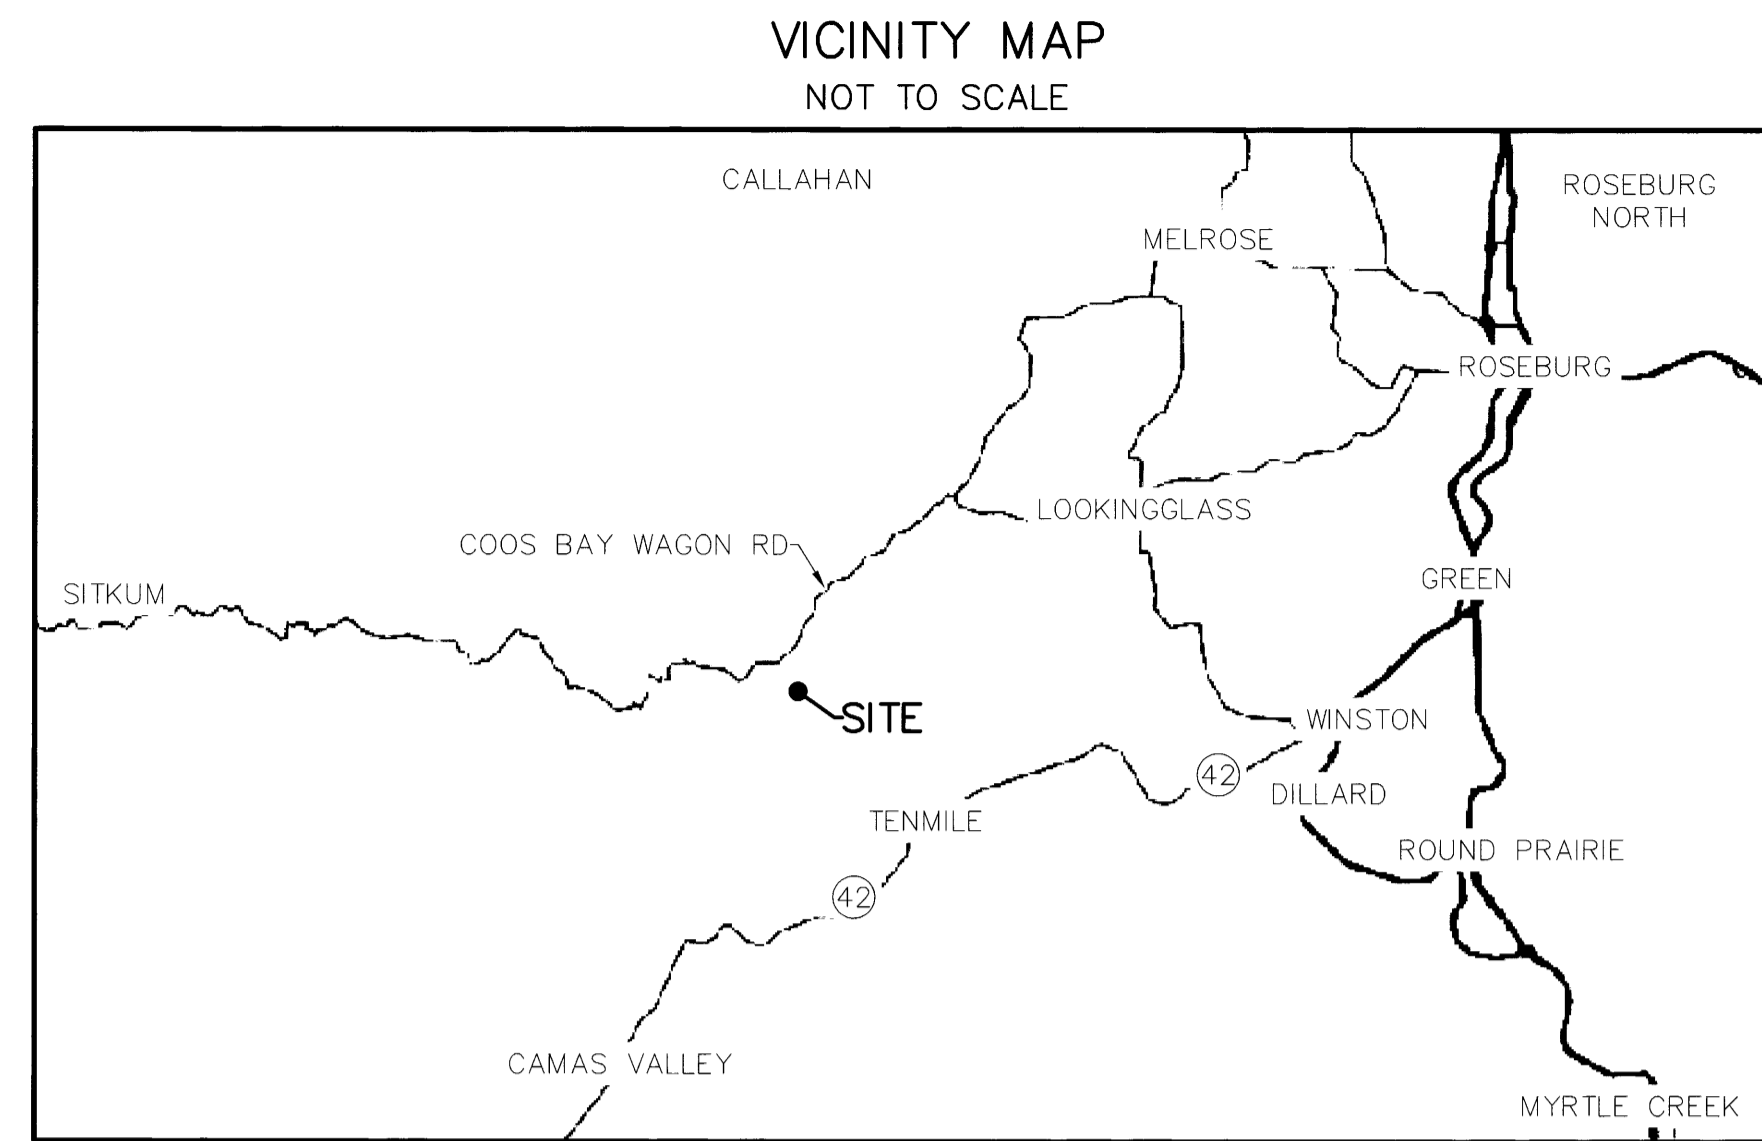 VICINITY MAP
NOT TO SCALE
CALLAHAN
ROSEBURG
NORTH
MELROSE
ROSEBURG
LOOKINGGLASS
COOS BAY WAGON RD
GREEN
SITKUM
SITE
WINSTON
42
DILLARD
TENMILE
ROUND PRAIRIE
42
CAMAS VALLEY
MYRTLE CREEK